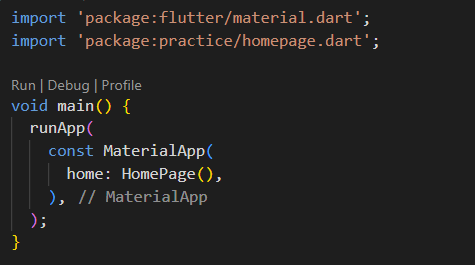 import 'package:flutter/material.dart';
import 'package:practice/homepage.dart';
Run | Debug | Profile
void main() {
  runApp(
    const MaterialApp(
      home: HomePage(),
    ), // MaterialApp
  );
}